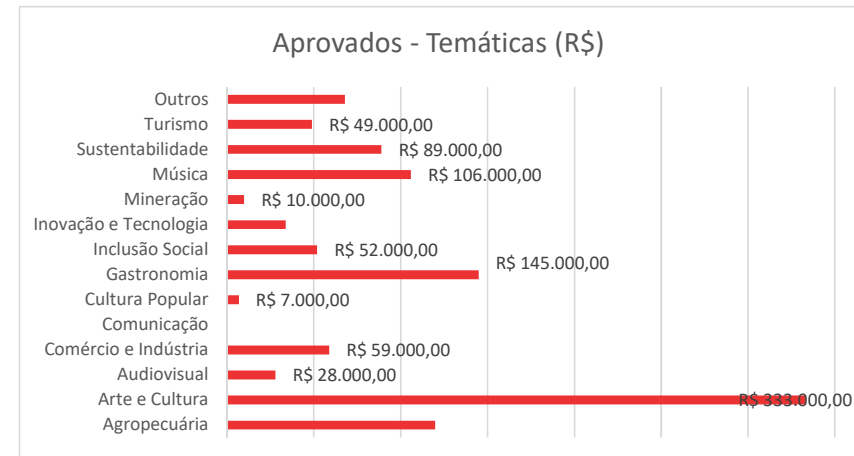 Aprovados - Temáticas (R$)
Outros
Turismo R$ 49.000,00
Sustentabilidade R$ 89.000,00
Música R$ 106.000,00
Mineração R$ 10.000,00
Inovação e Tecnologia
Inclusão Social R$ 52.000,00
Gastronomia R$ 145.000,00
Cultura Popular R$ 7.000,00
Comunicação
Comércio e Indústria R$ 59.000,00
Audiovisual R$ 28.000,00
Arte e Cultura R$ 333.000,00
Agropecuária